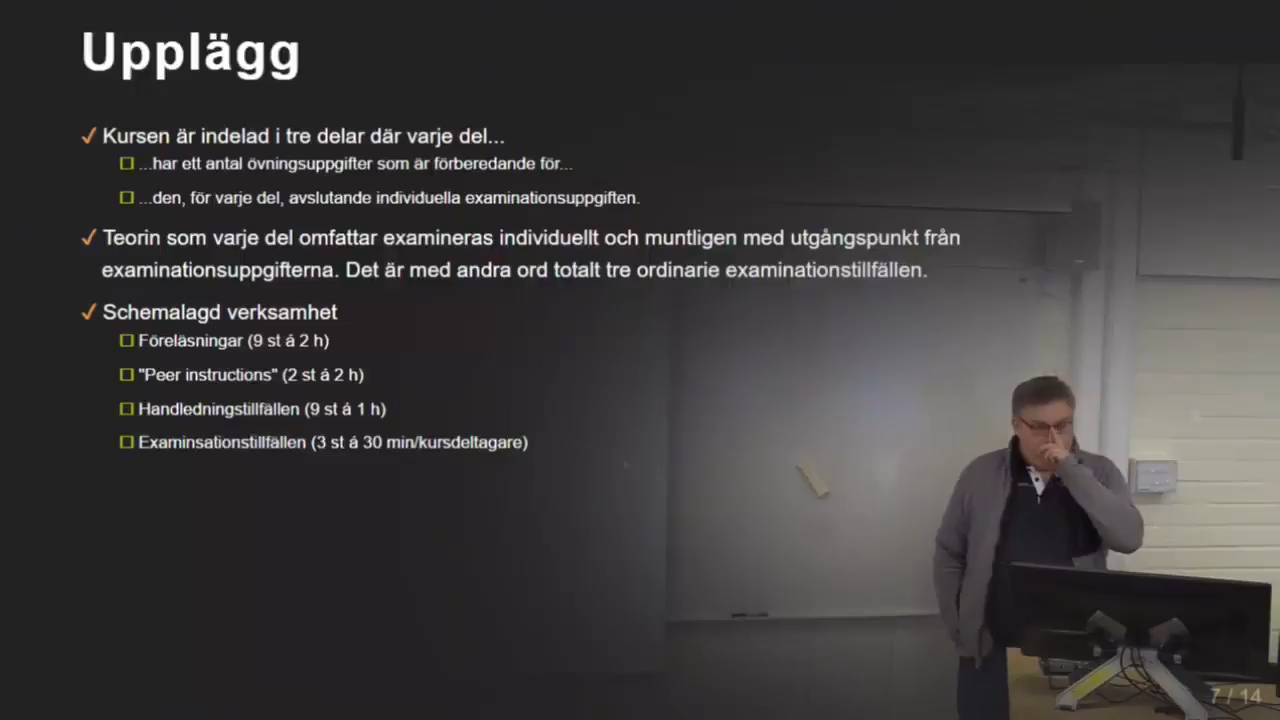 Upplägg
Kursen är indelad i tre delar där varje del...
...har ett antal övningsuppgifter som är förberedande för...
...den, för varje del, avslutande individuella examinationsuppgiften.
Teorin som varje del omfattar examineras individuellt och muntligen med utgångspunkt från
examinationsuppgifterna. Det är med andra ord totalt tre ordinarie examinationstillfällen.
Schemalagd verksamhet
Föreläsningar (9 st á 2 h)
"Peer instructions" (2 st á 2 h)
Handledningstillfällen (9 st á 1 h)
Examinsationstillfällen (3 st á 30 min/kursdeltagare)
7 / 14